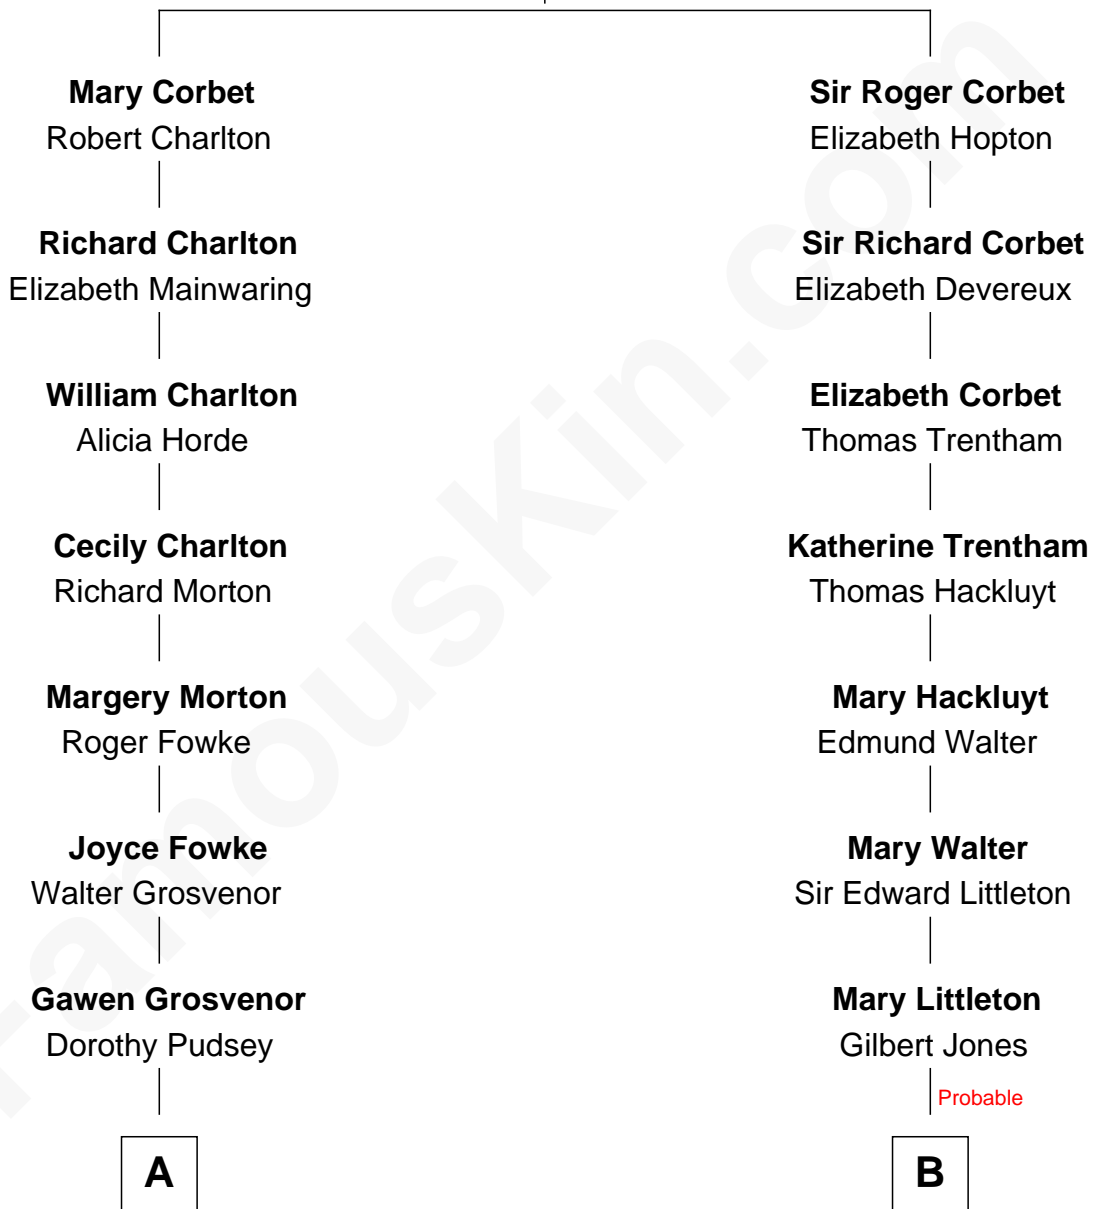 Mary Corbet
Robert Charlton
Richard Charlton
Elizabeth Mainwaring
William Charlton
Alicia Horde
Cecily Charlton
Richard Morton
Margery Morton
Roger Fowke
Joyce Fowke
Walter Grosvenor
Gawen Grosvenor
Dorothy Pudsey
A
Sir Roger Corbet
Elizabeth Hopton
Sir Richard Corbet
Elizabeth Devereux
Elizabeth Corbet
Thomas Trentham
Katherine Trentham
Thomas Hackluyt
Mary Hackluyt
Edmund Walter
Mary Walter
Sir Edward Littleton
Mary Littleton
Gilbert Jones
Probable
B
FamousKin.com